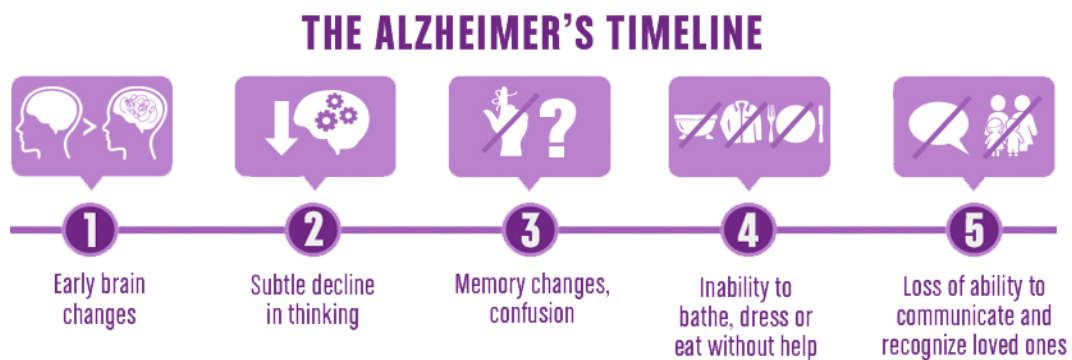 THE ALZHEIMER'S TIMELINE
>
?
1
2
3
4
5
Early brain
changes
Subtle decline
in thinking
Memory changes,
confusion
Inability to
bathe, dress or
eat without help
Loss of ability to
communicate and
recognize loved ones